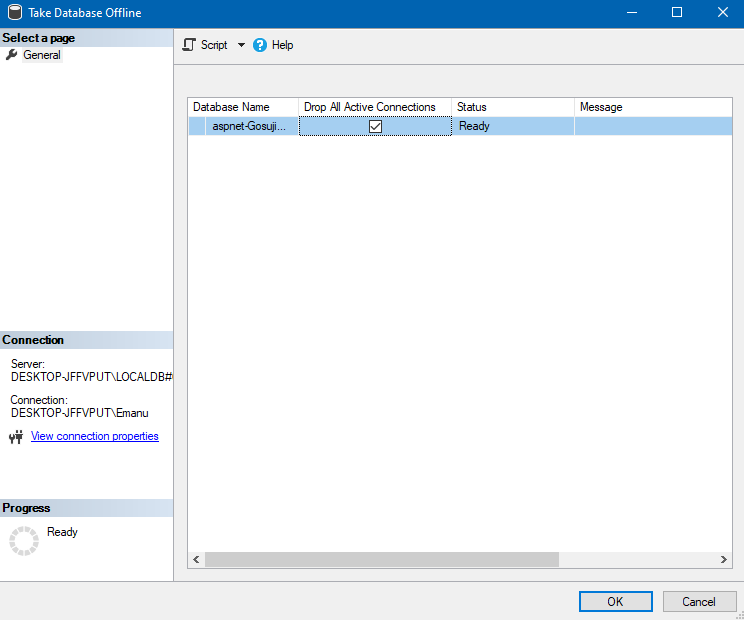 Take Database Offline
Select a page
General
Script
Help
Database Name Drop All Active Connections Status Message
aspnet-Gosuji... Ready
Connection
Server:
DESKTOP-JFFVPUT\LOCALDB#
Connection:
DESKTOP-JFFVPUT\Emanu
View connection properties
Progress
Ready
OK Cancel